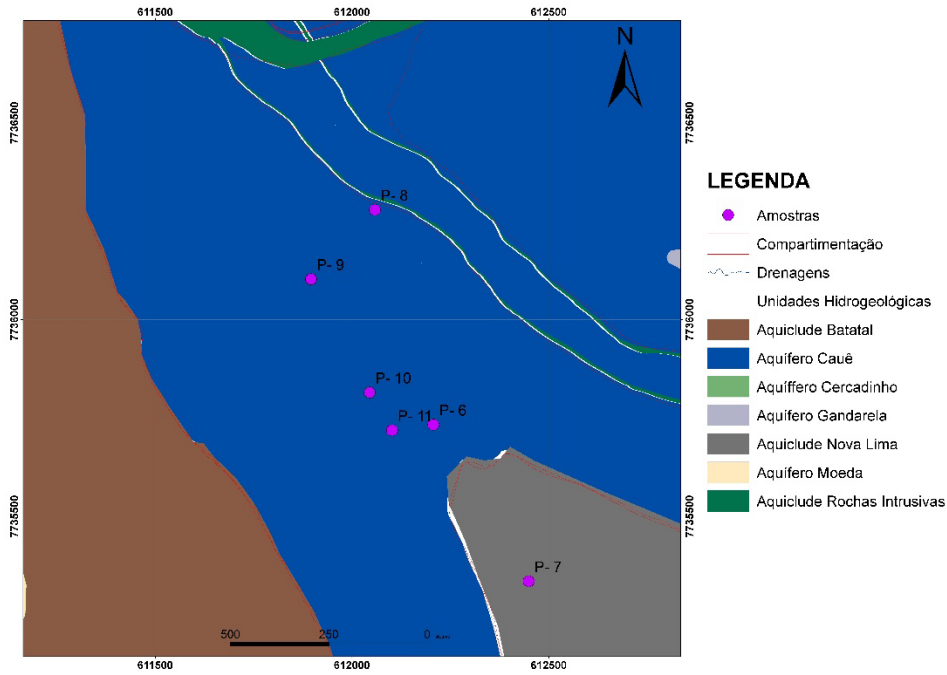 611500 612000 612500
N
7736500
7736500
P- 8
P- 9
7736000
7736000
P- 10
P- 11
P- 6
7735500
7735500
P- 7
500 250 0
611500 612000 612500
LEGENDA
Amostras
Compartimentação
Drenagens
Unidades Hidrogeológicas
Aquiclude Batatal
Aquífero Cauê
Aquíffero Cercadinho
Aquífero Gandarela
Aquiclude Nova Lima
Aquífero Moeda
Aquiclude Rochas Intrusivas